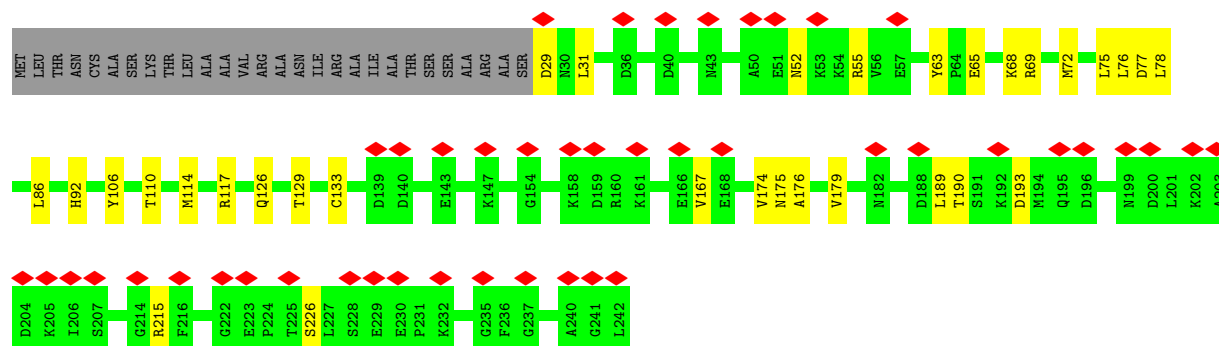 MET LEU THR ASN CYS ALA SER LYS THR LEU ALA ALA VAL ARG ALA ASN ILE ARG ALA ILE ALA THR SER SER ALA ARG ALA SER D29 N30 L31 D36 D40 N43 A50 E51 N52 K53 K54 R55 V56 E57 Y63 P64 E65 K68 R69 M72 L75 L76 D77 L78
L86 H92 Y106 T110 M114 R117 Q126 T129 C133 D139 D140 E143 K147 G154 K158 D159 R160 K161 E166 V167 E168 V174 N175 A176 V179 N182 D188 L189 T190 S191 K192 D193 M194 Q195 D196 N199 D200 L201 K202 A203
D204 K205 I206 S207 G214 R215 F216 G222 E223 P224 T225 S226 L227 S228 E229 E230 P231 K232 G235 F236 G237 A240 G241 L242